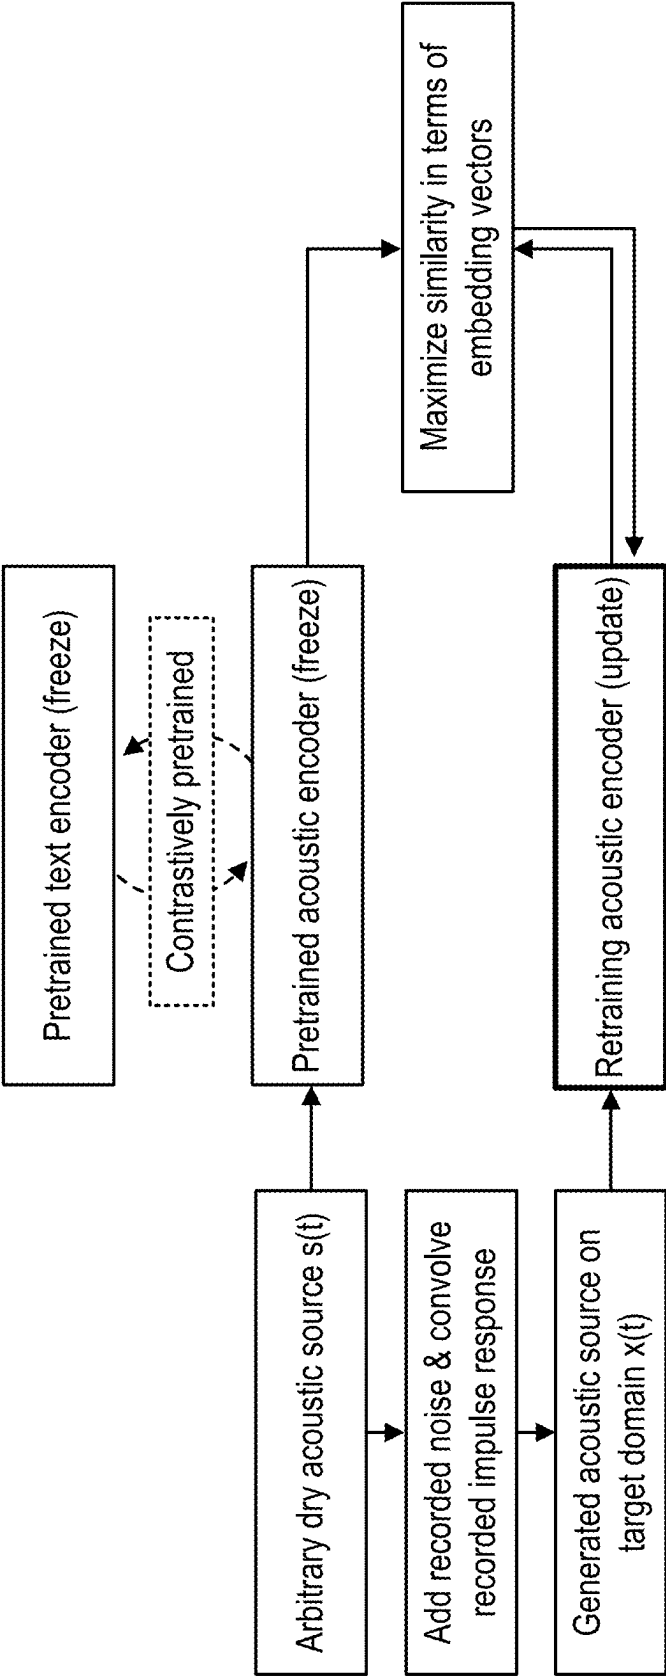 Pretrained text encoder (freeze)
Contrastively pretrained
Arbitrary dry acoustic source s(t)
Pretrained acoustic encoder (freeze)
Add recorded noise & convolve
recorded impulse response
Maximize similarity in terms of
embedding vectors
Generated acoustic source on
target domain x(t)
Retraining acoustic encoder (update)